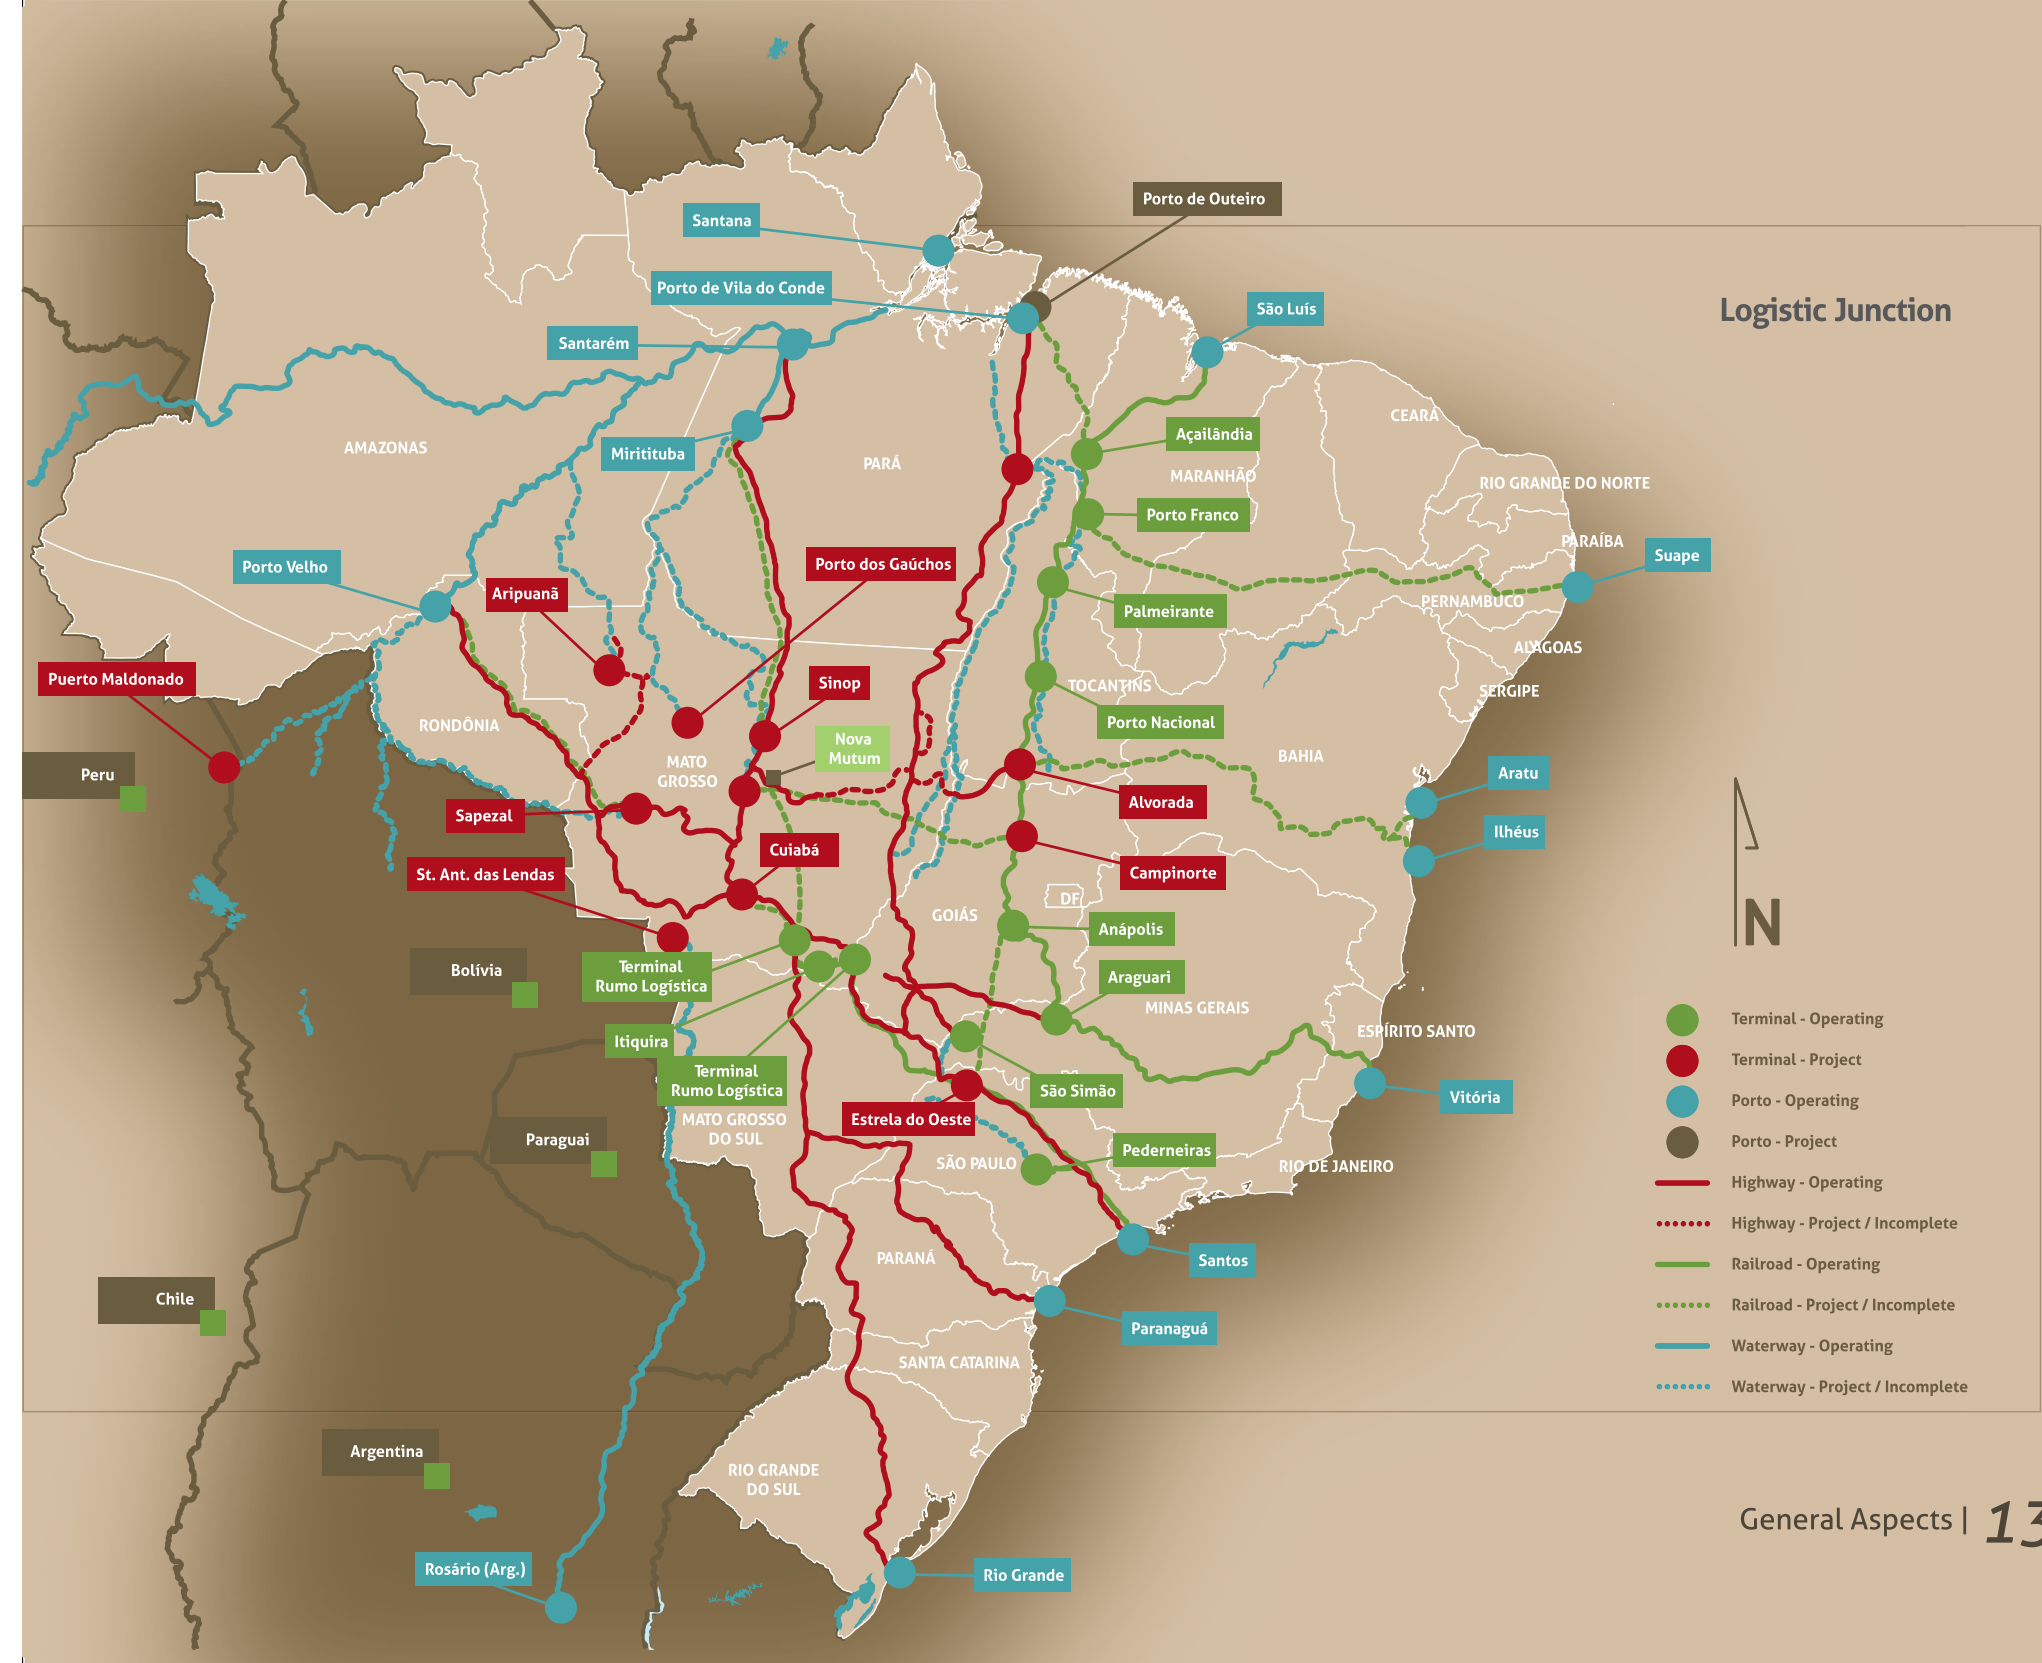 Porto de Outeiro
Santana
Porto de Vila do Conde
São Luís
Logistic Junction
Santarém
CEARÁ
Açailândia
AMAZONAS
Miritituba
PARÁ
MARANHÃO
RIO GRANDE DO NORTE
Porto Franco
PARAÍBA
Suape
Porto Velho
Porto dos Gaúchos
Aripuanã
PERNAMBUCO
Palmeirante
ALAGOAS
Puerto Maldonado
Sinop
TOCANTINS
SERGIPE
RONDÔNIA
Porto Nacional
Nova
Mutum
BAHIA
MATO
GROSSO
Peru
Aratu
Alvorada
Sapezal
Ilhéus
Cuiabá
St. Ant. das Lendas
Campinorte
DF
GOIÁS
N
Anápolis
Bolívia
Terminal
Rumo Logística
Araguari
MINAS GERAIS
Terminal - Operating
ESPÍRITO SANTO
Itiquira
Terminal - Project
Terminal
Rumo Logística
São Simão
Vitória
Porto - Operating
MATO GROSSO
DO SUL
Estrela do Oeste
Paraguai
Porto - Project
Pederneiras
SÃO PAULO
RIO DE JANEIRO
Highway - Operating
Highway - Project / Incomplete
PARANÁ
Santos
Railroad - Operating
Chile
Railroad - Project / Incomplete
Paranaguá
Waterway - Operating
SANTA CATARINA
Waterway - Project / Incomplete
Argentina
RIO GRANDE
DO SUL
General Aspects | 13
Rosário (Arg.)
Rio Grande